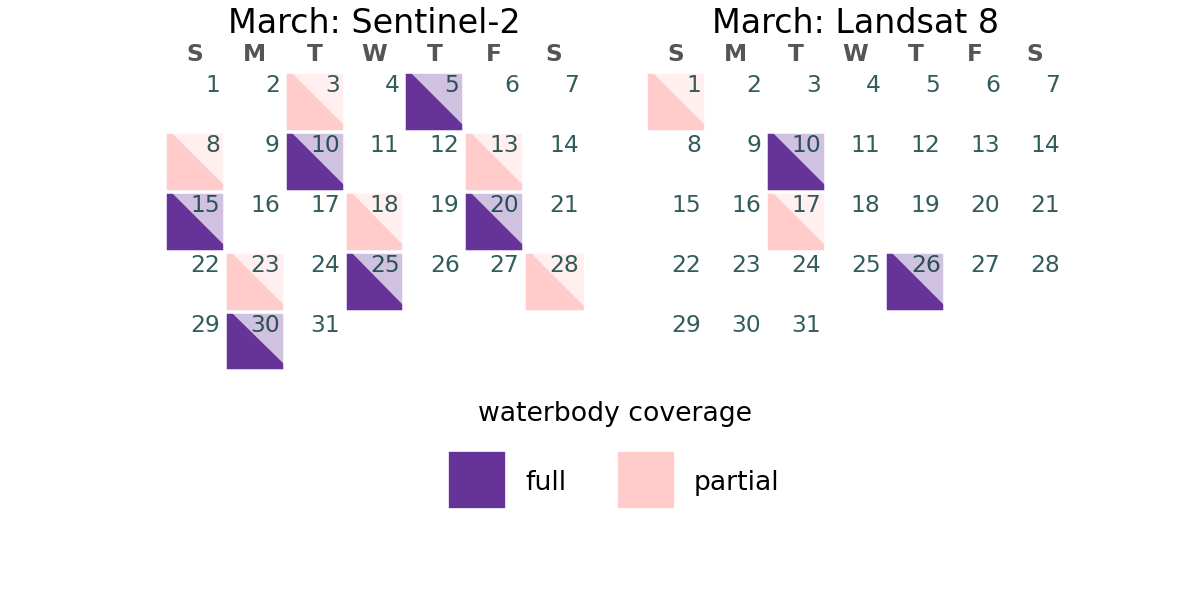 March: Sentinel-2
S M T W T F S
1 2 3 4 5 6 7
8 9 10 11 12 13 14
15 16 17 18 19 20 21
22 23 24 25 26 27 28
29 30 31
March: Landsat 8
S M T W T F S
1 2 3 4 5 6 7
8 9 10 11 12 13 14
15 16 17 18 19 20 21
22 23 24 25 26 27 28
29 30 31
waterbody coverage
full
partial